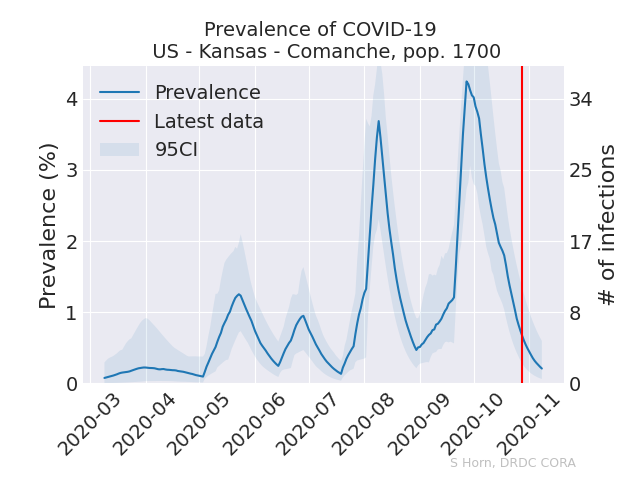 Prevalence of COVID-19
US - Kansas - Comanche, pop. 1700
Prevalence
Latest data
95CI
Prevalence (%)
4
3
2
1
0
34
25
17
8
0
# of infections
2020-03
2020-04
2020-05
2020-06
2020-07
2020-08
2020-09
2020-10
2020-11
S Horn, DRDC CORA